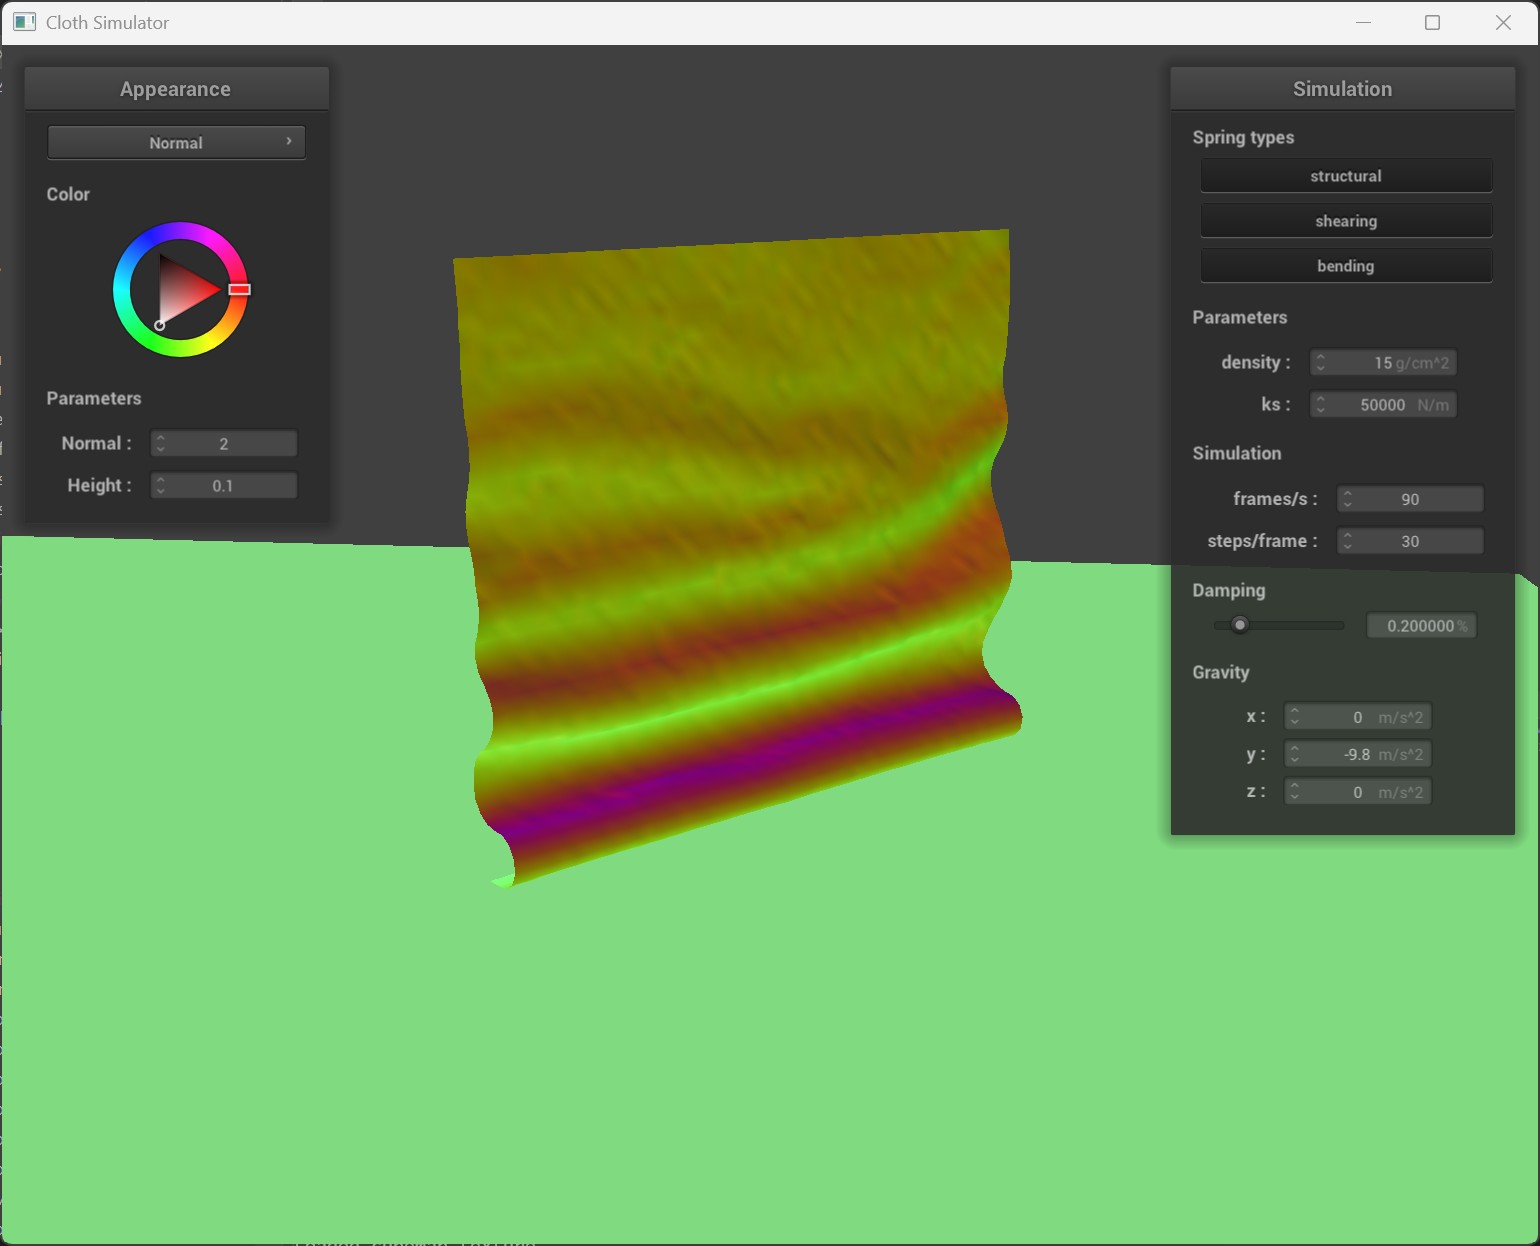 Cloth Simulator
Appearance
Normal
Color
Parameters
Normal :
2
Height :
0.1
Simulation
Spring types
structural
shearing
bending
Parameters
density :
15 g/cm^2
ks :
50000 N/m
Simulation
frames/s :
90
steps/frame :
30
Damping
0.200000 %
Gravity
x :
0 m/s^2
y :
-9.8 m/s^2
z :
0 m/s^2